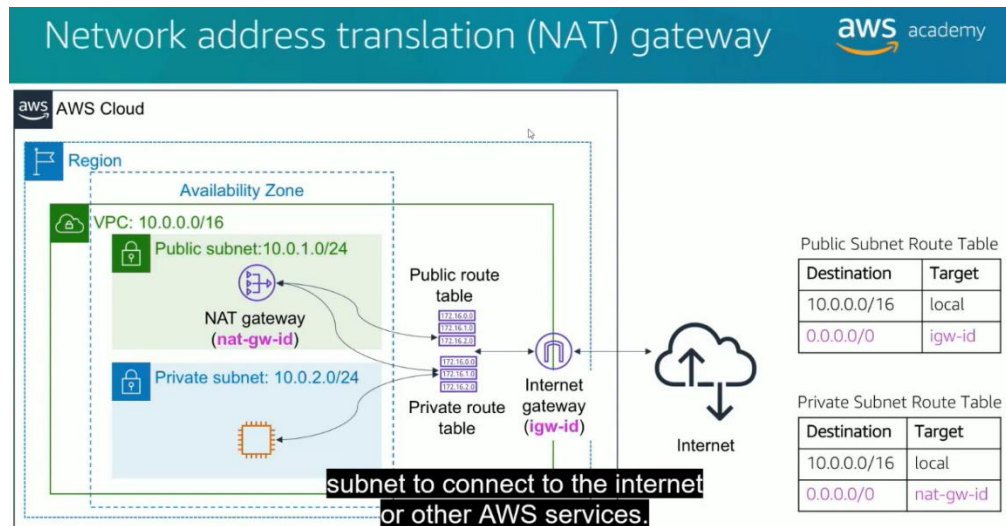 Network address translation (NAT) gateway
aws academy
aws
AWS Cloud
Region
Availability Zone
VPC: 10.0.0.0/16
Public subnet:10.0.1.0/24
NAT gateway
(nat-gw-id)
Private subnet: 10.0.2.0/24
Public route
table
172.16.0.0
172.16.1.0
172.16.2.0
172.16.0.0
172.16.1.0
172.16.2.0
Private route
table
Internet
gateway
(igw-id)
Internet
Public Subnet Route Table
Destination Target
10.0.0.0/16 local
0.0.0.0/0 igw-id
Private Subnet Route Table
Destination Target
10.0.0.0/16 local
0.0.0.0/0 nat-gw-id
subnet to connect to the internet
or other AWS services.